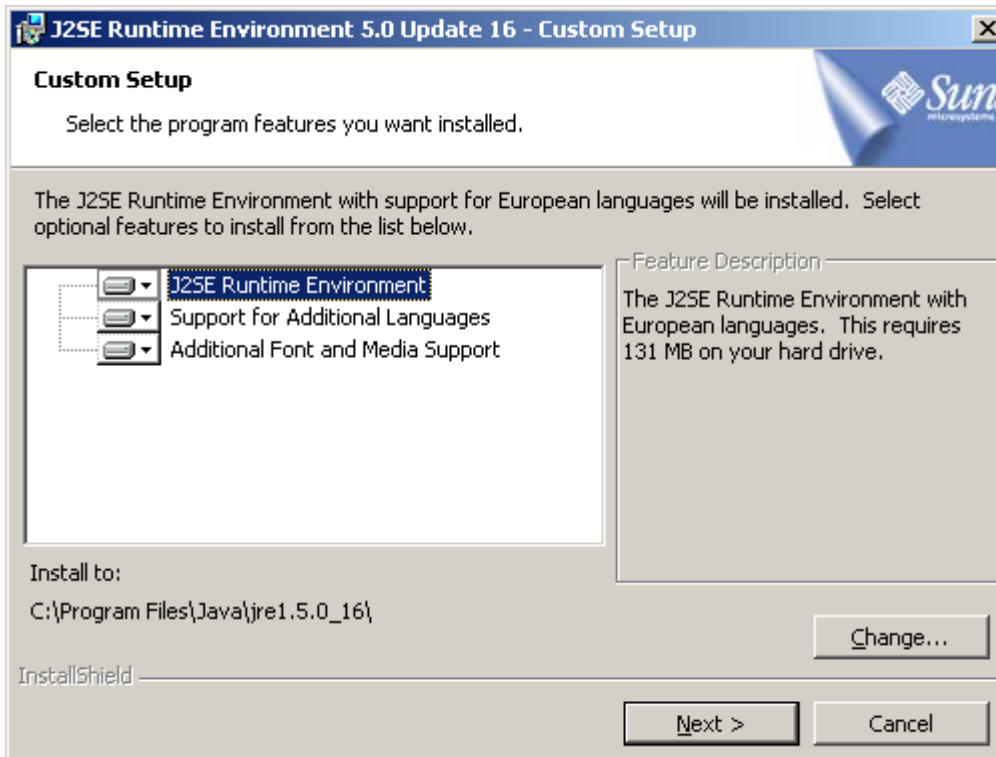 J2SE Runtime Environment 5.0 Update 16 - Custom Setup
Custom Setup
Select the program features you want installed.
Sun
microsystems
The J2SE Runtime Environment with support for European languages will be installed.  Select
optional features to install from the list below.
J2SE Runtime Environment
Support for Additional Languages
Additional Font and Media Support
Feature Description
The J2SE Runtime Environment with
European languages.  This requires
131 MB on your hard drive.
Install to:
C:\Program Files\Java\jre1.5.0_16\
Change...
InstallShield
Next >
Cancel